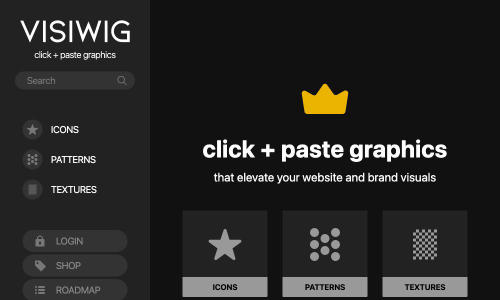 VISIWIG
click + paste graphics
Search
ICONS
PATTERNS
TEXTURES
LOGIN
SHOP
ROADMAP
click + paste graphics
that elevate your website and brand visuals
ICONS
PATTERNS
TEXTURES